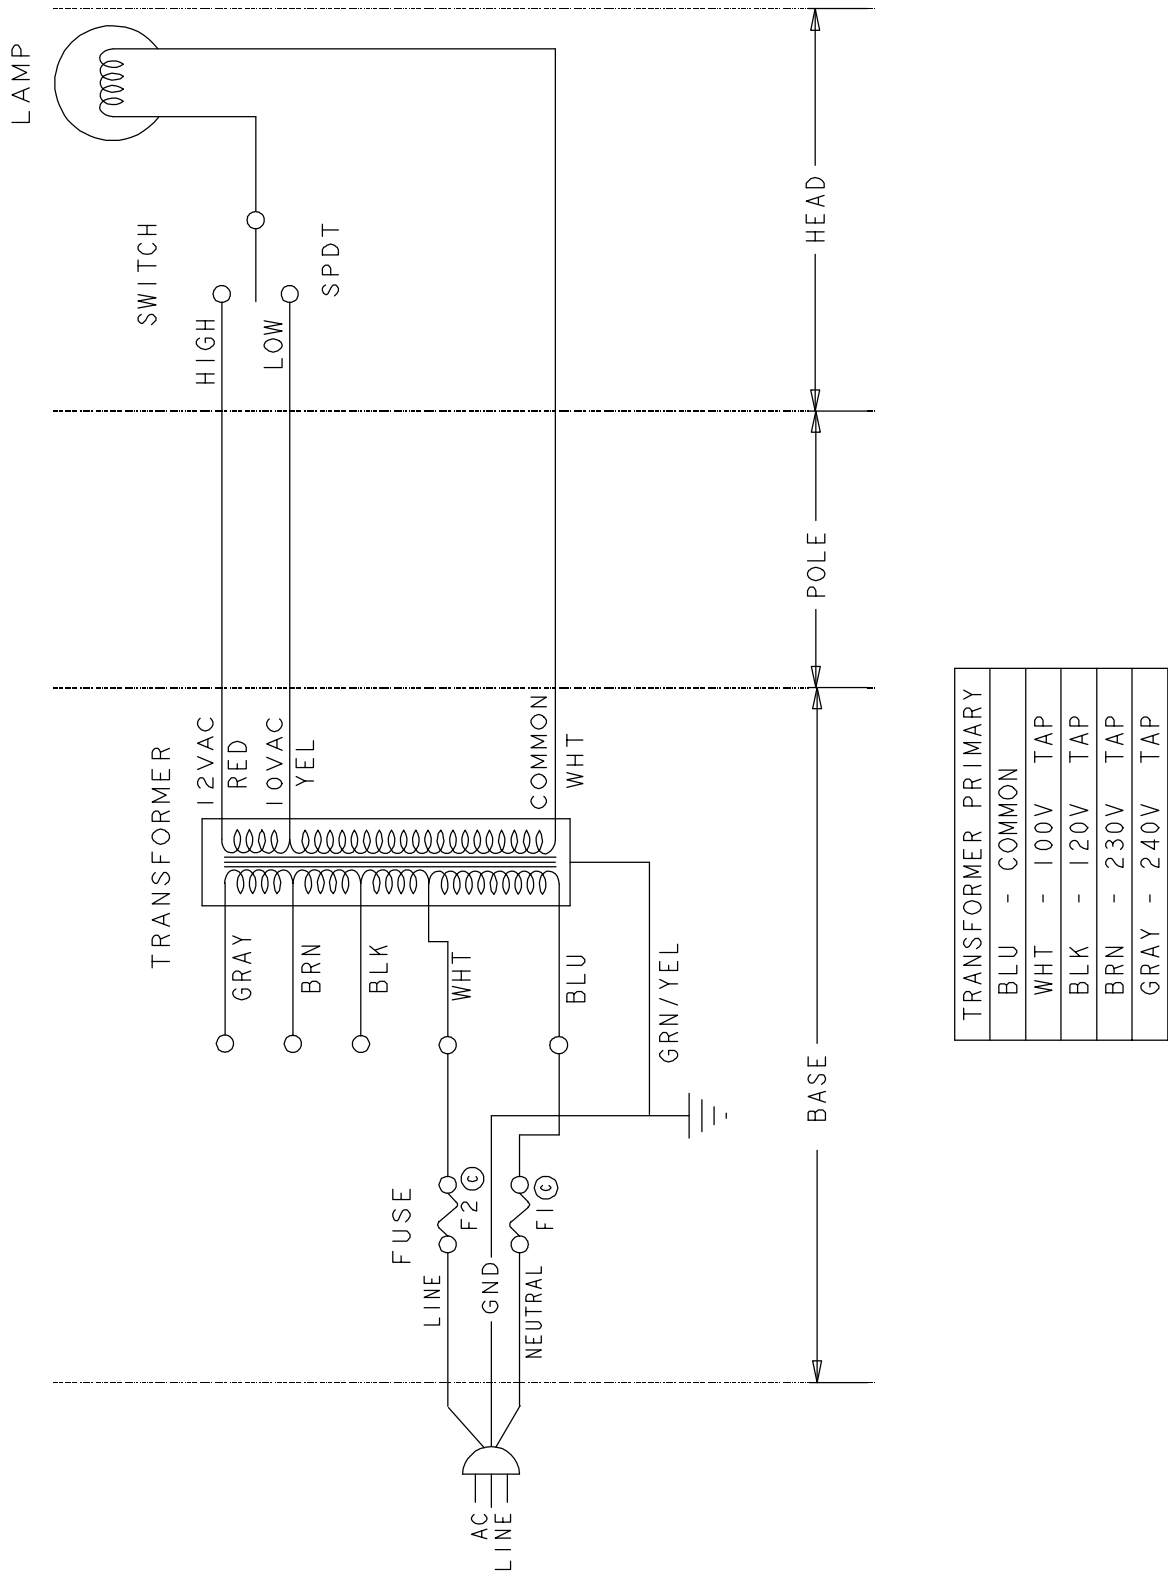 LAMP
SWITCH
SPDT
HIGH
LOW
HEAD
POLE
TRANSFORMER
12VAC
RED
10VAC
YEL
COMMON
WHT
GRAY
BRN
BLK
WHT
BLU
GRN/YEL
BASE
FUSE
F2 ©
F1 ©
LINE
GND
NEUTRAL
AC
LINE
TRANSFORMER PRIMARY
BLU - COMMON
WHT - 100V TAP
BLK - 120V TAP
BRN - 230V TAP
GRAY - 240V TAP